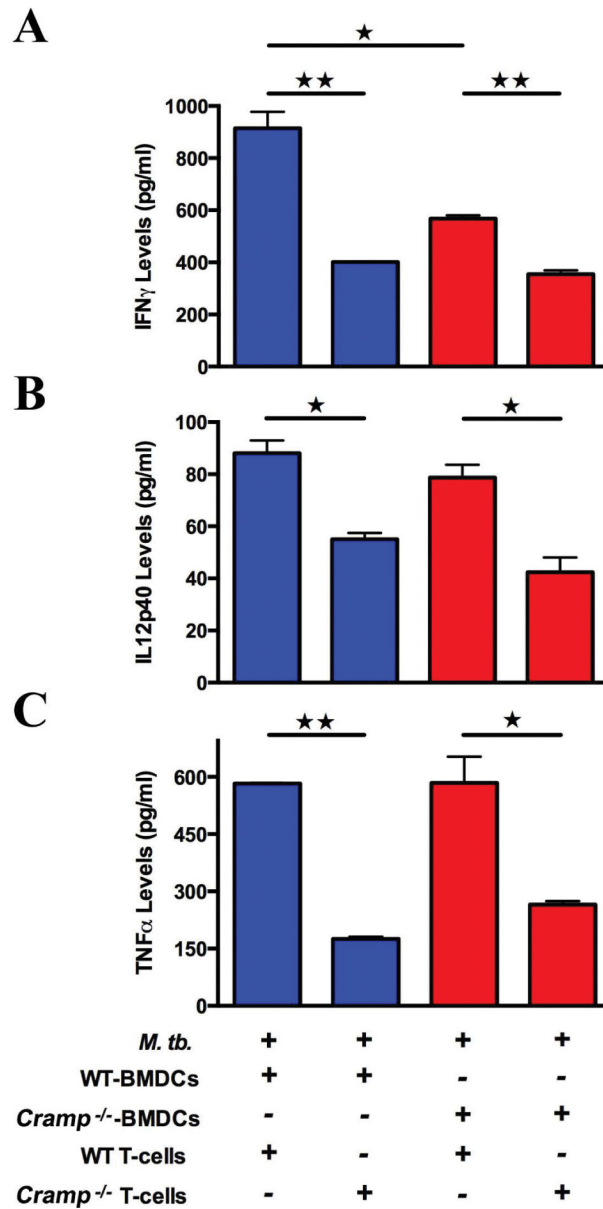 A
★
★★ ★★
1000
800
600
400
200
0
IFNγ Levels (pg/ml)
B
★ ★
100
80
60
40
20
0
IL12p40 Levels (pg/ml)
C
★★ ★
600
450
300
150
0
TNFα Levels (pg/ml)
M. tb. + + + +
WT-BMDCs + + - -
Cramp -/- -BMDCs - - + +
WT T-cells + - + -
Cramp -/- T-cells - + - +